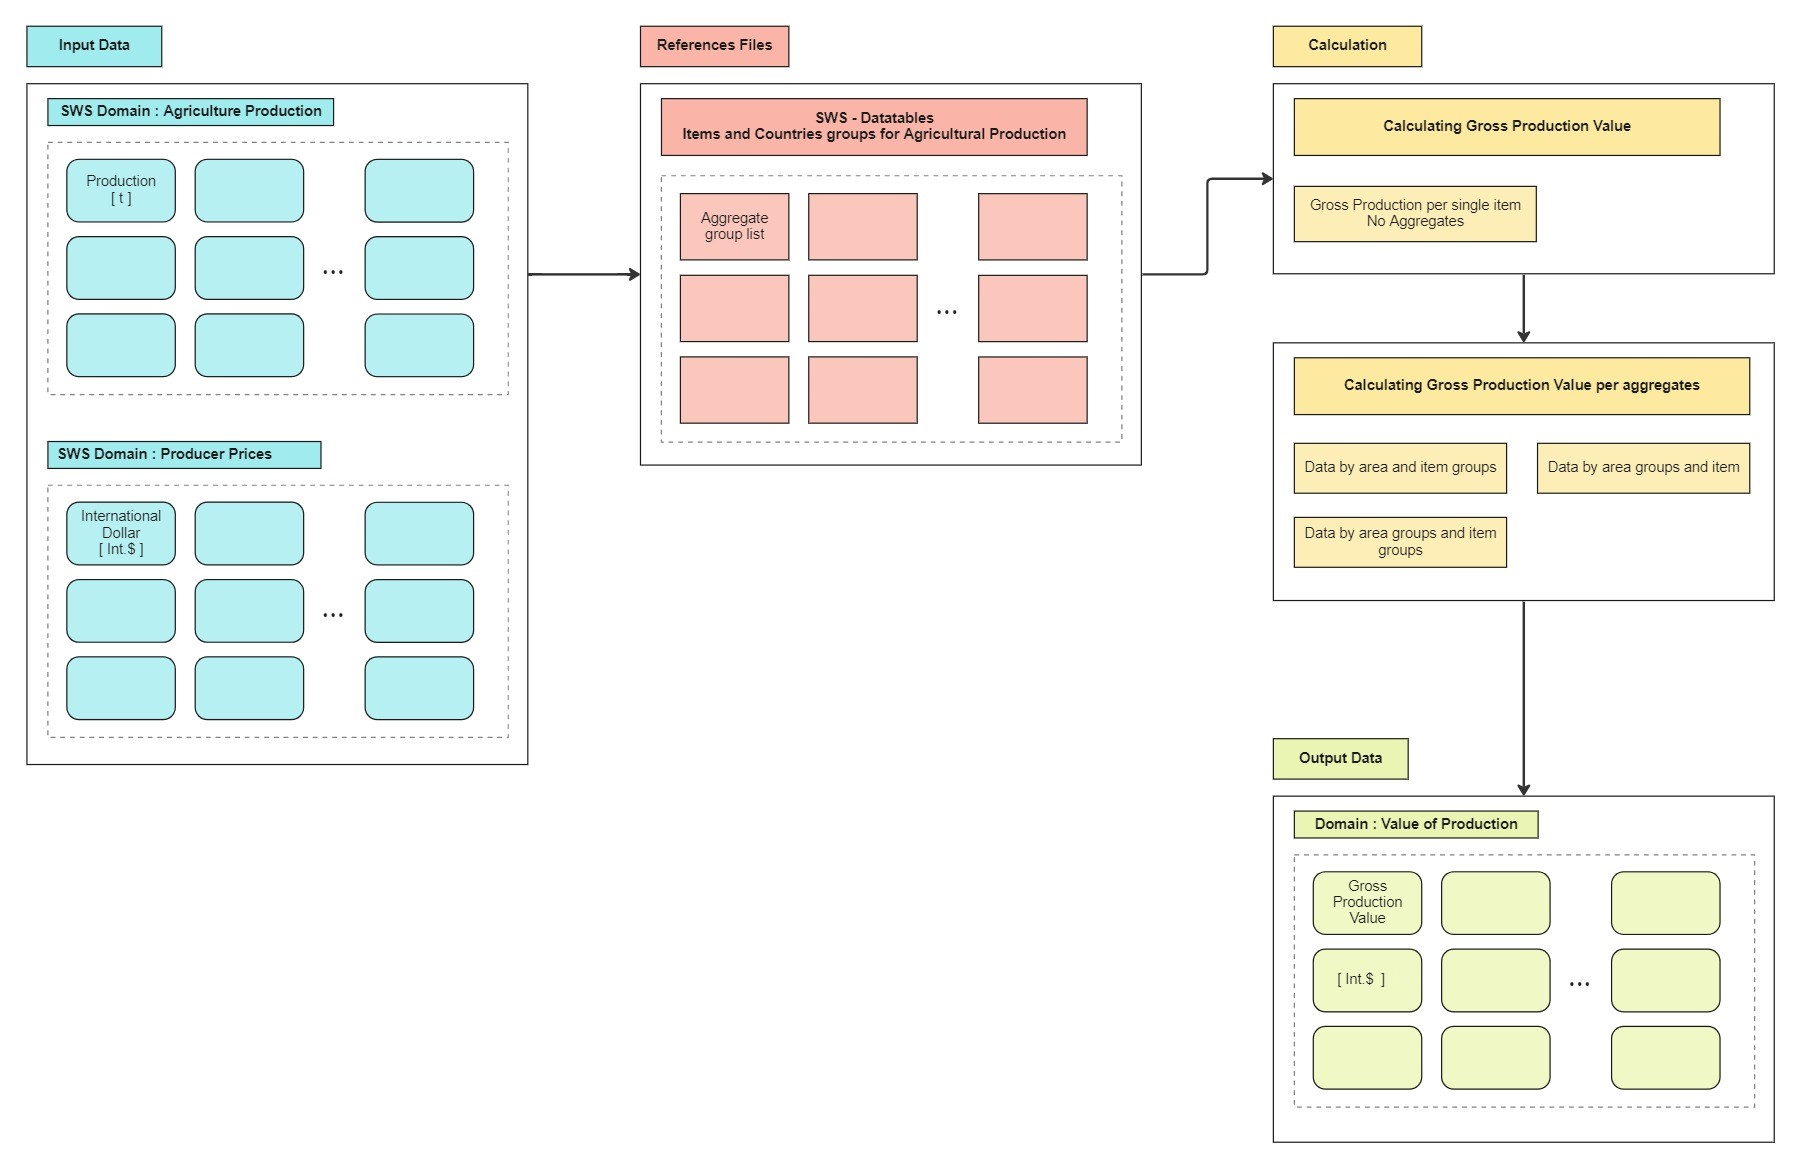 Input Data
SWS Domain : Agriculture Production
Production
[ t ]
...
SWS Domain : Producer Prices
International
Dollar
[ Int.$ ]
...
References Files
SWS - Datatables
Items and Countries groups for Agricultural Production
Aggregate
group list
...
Calculation
Calculating Gross Production Value
Gross Production per single item
No Aggregates
Calculating Gross Production Value per aggregates
Data by area and item groups
Data by area groups and item
Data by area groups and item
groups
Output Data
Domain : Value of Production
Gross
Production
Value
[ Int.$ ]
...